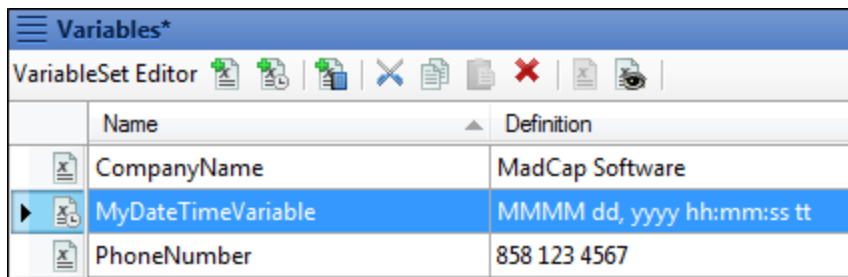 Variables*
VariableSet Editor
Name Definition
CompanyName MadCap Software
MyDateTimeVariable MMMM dd, yyyy hh:mm:ss tt
PhoneNumber 858 123 4567